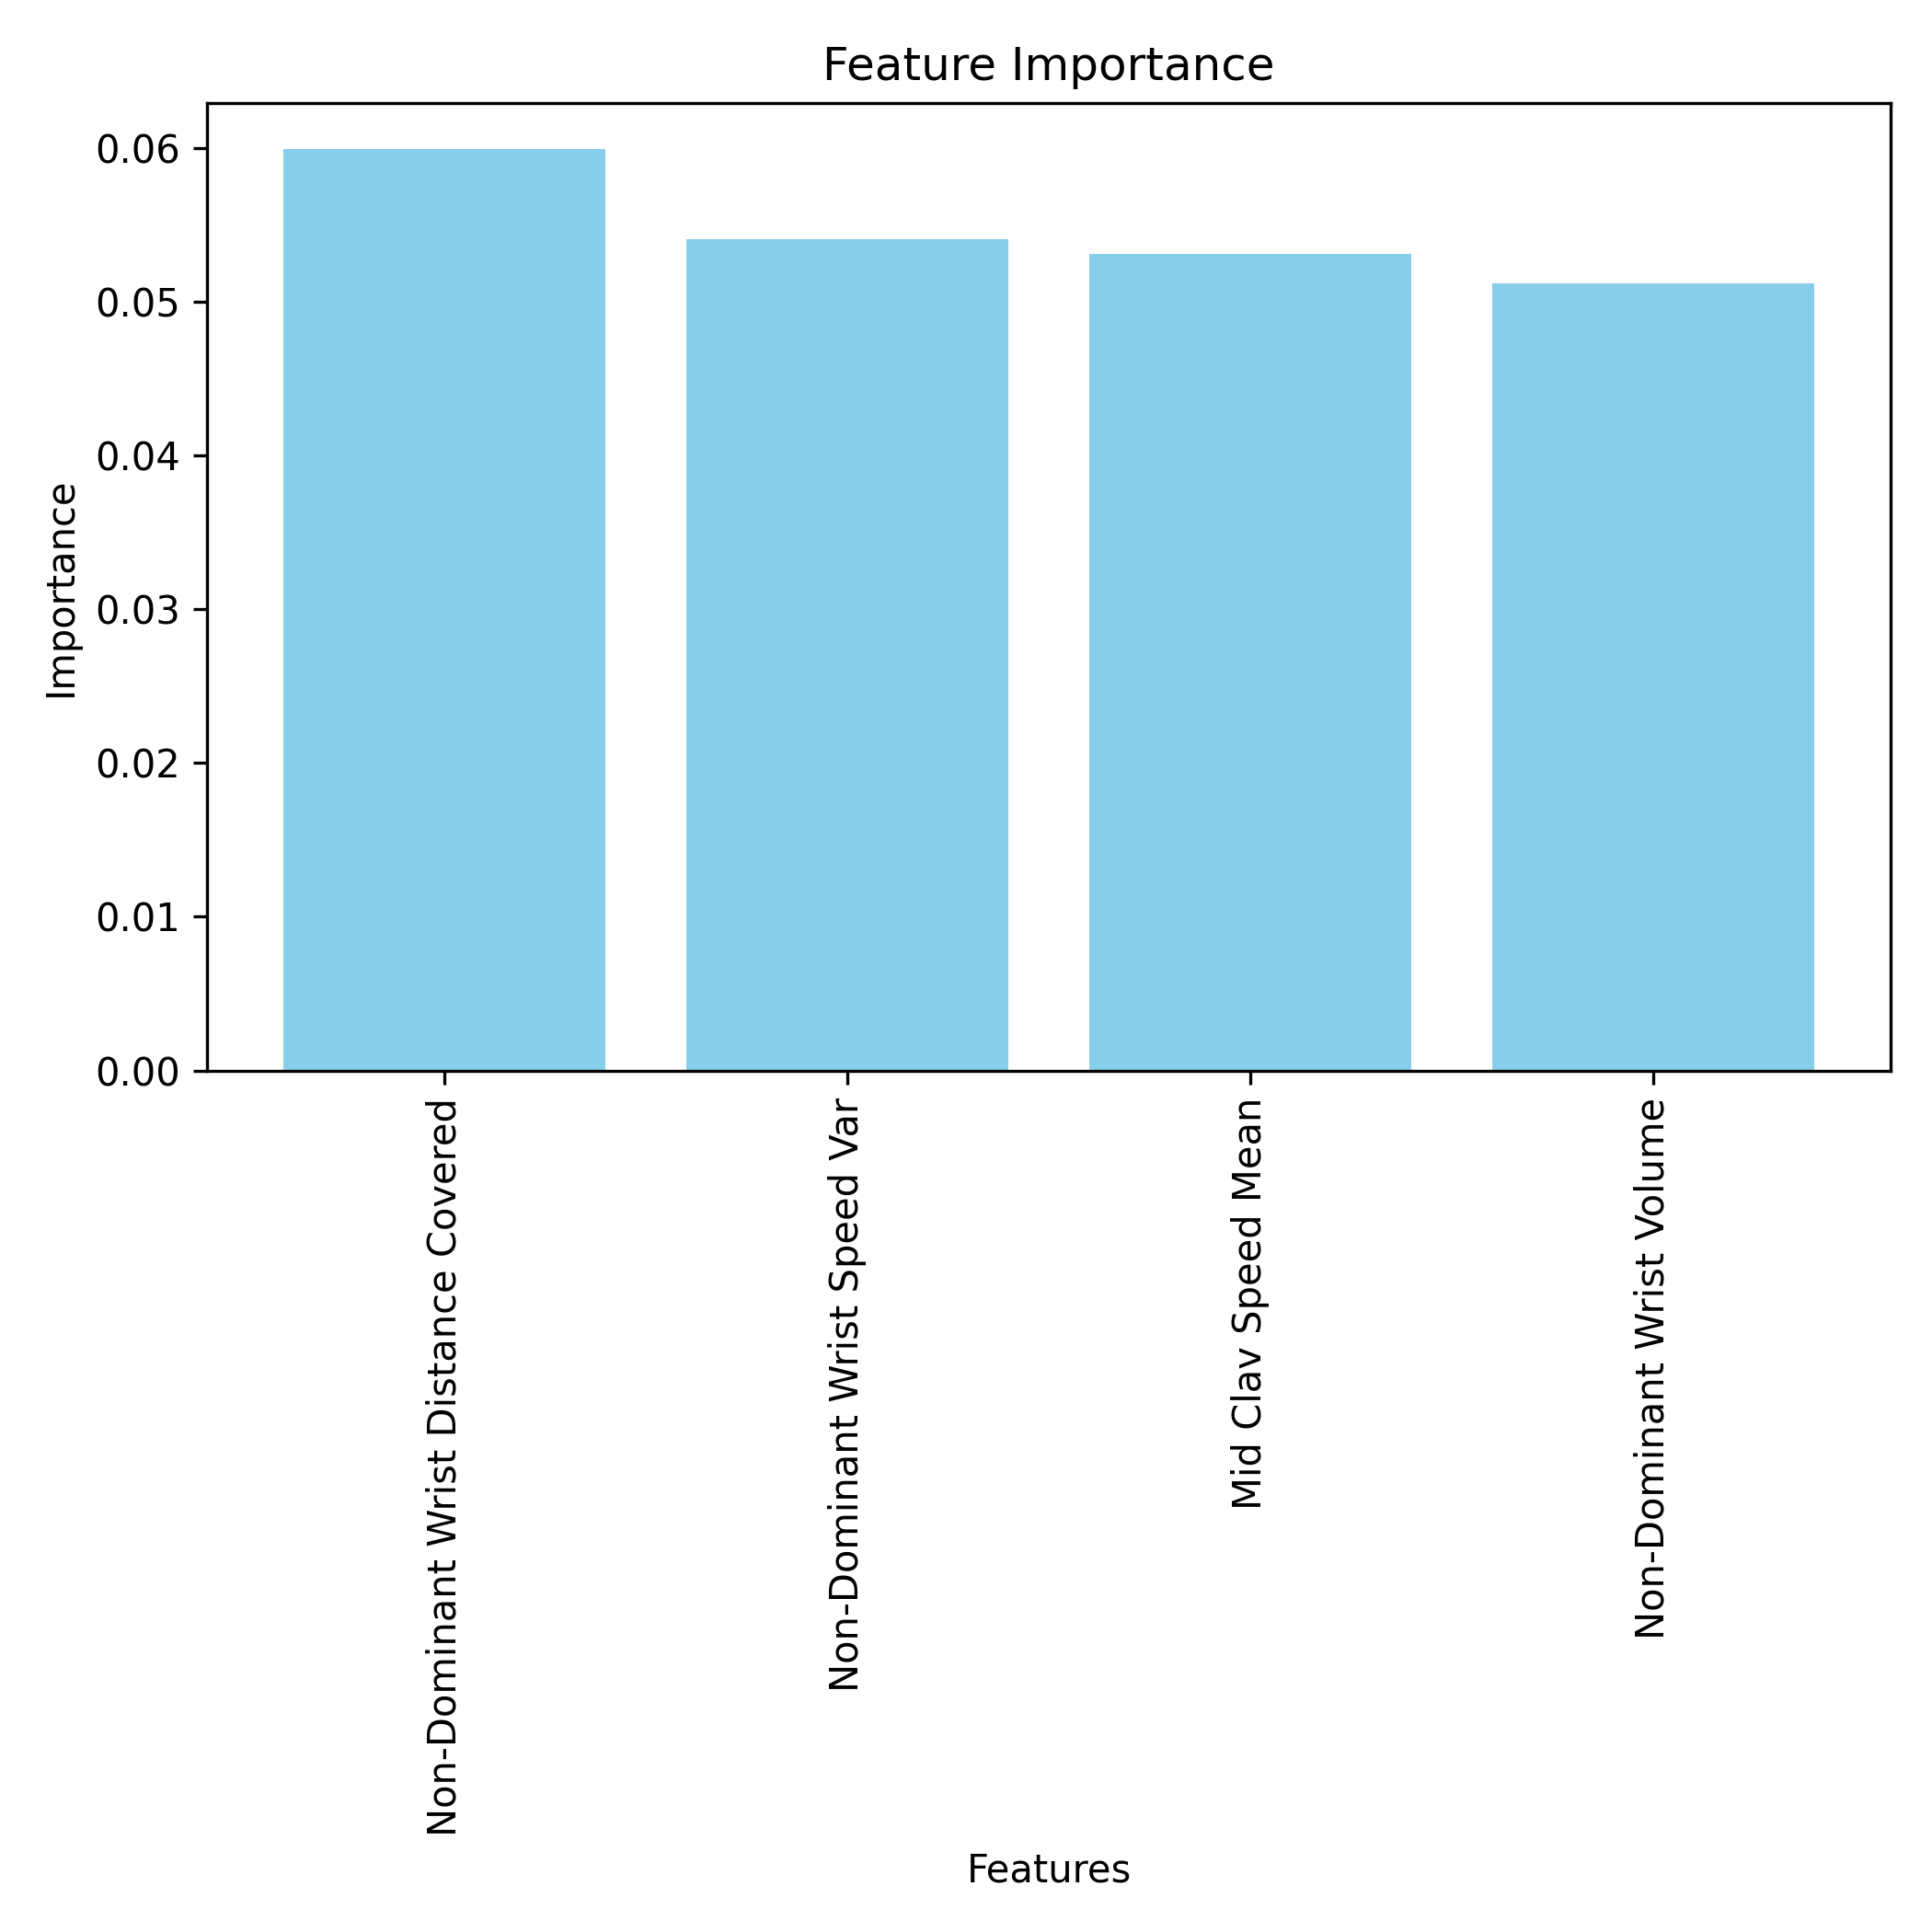 Feature Importance
Importance
0.06
0.05
0.04
0.03
0.02
0.01
0.00
Non-Dominant Wrist Distance Covered
Non-Dominant Wrist Speed Var
Mid Clav Speed Mean
Non-Dominant Wrist Volume
Features